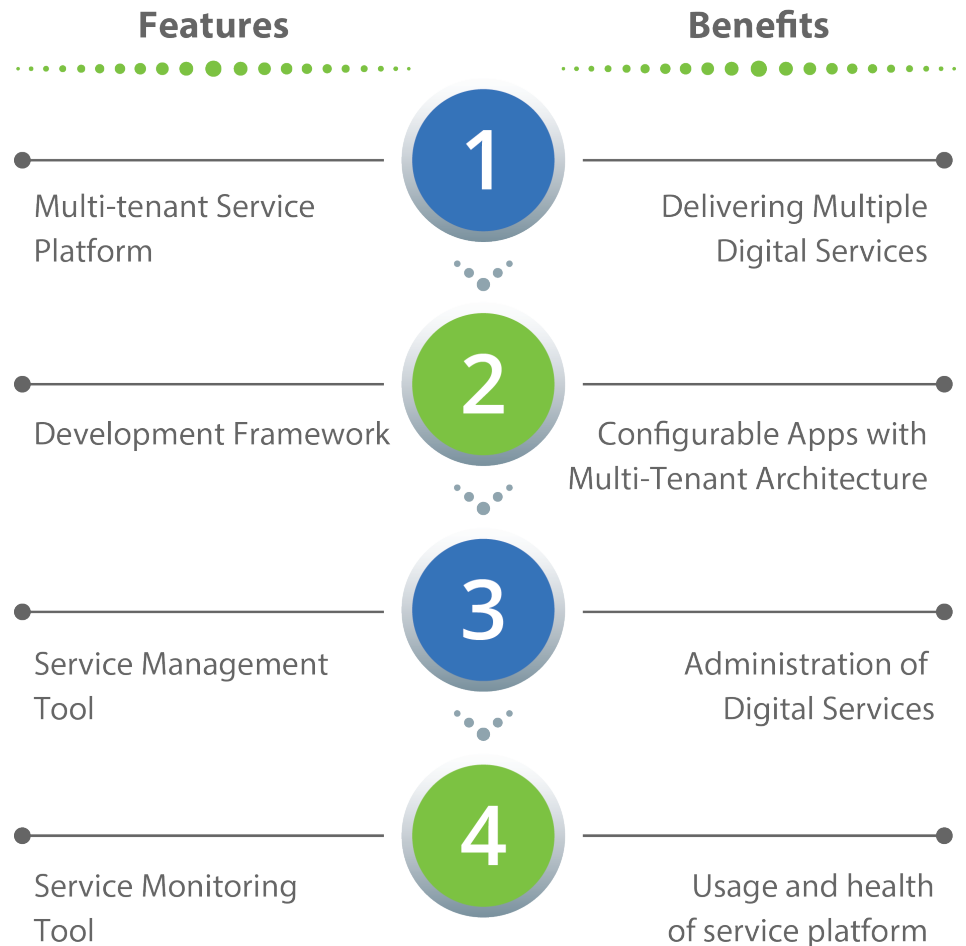 Features
Benefits
1
Multi-tenant Service
Platform
Delivering Multiple
Digital Services
2
Development Framework
Configurable Apps with
Multi-Tenant Architecture
3
Service Management
Tool
Administration of
Digital Services
4
Service Monitoring
Tool
Usage and health
of service platform